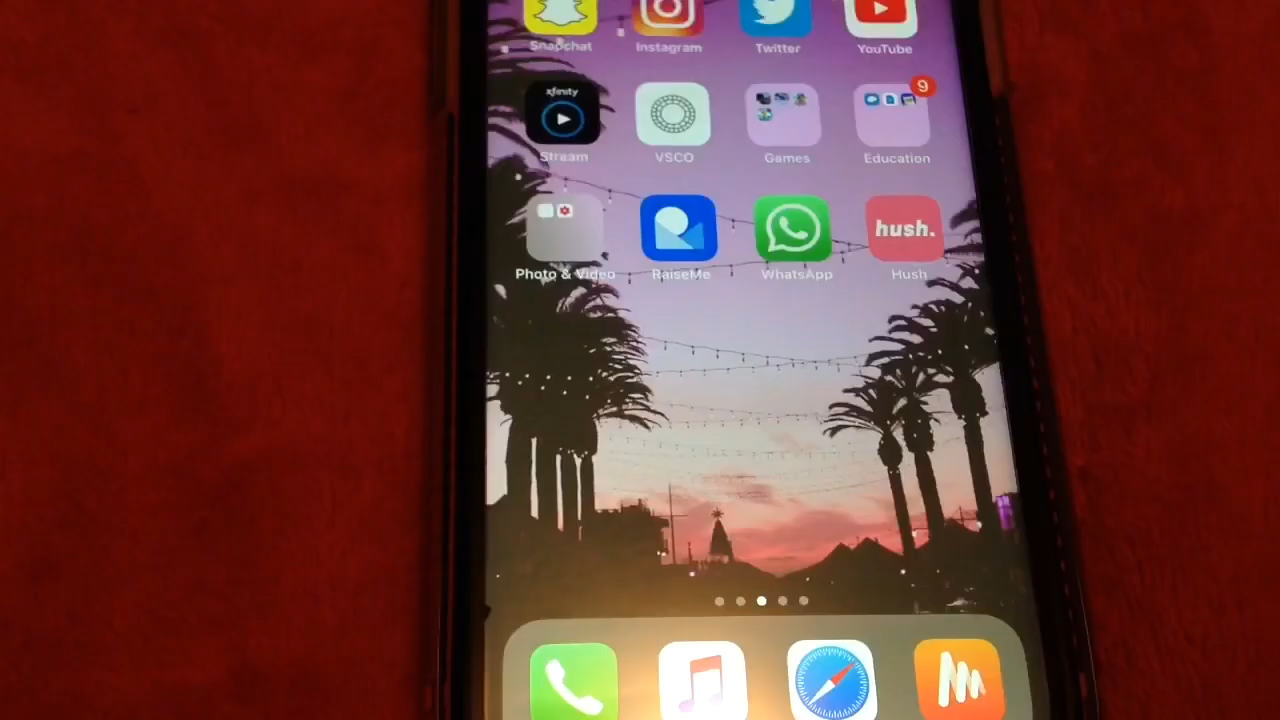 Snapchat Instagram Twitter YouTube
xfinity
9
Stream VSCO Games Education
hush.
Photo & Video RaiseMe WhatsApp Hush